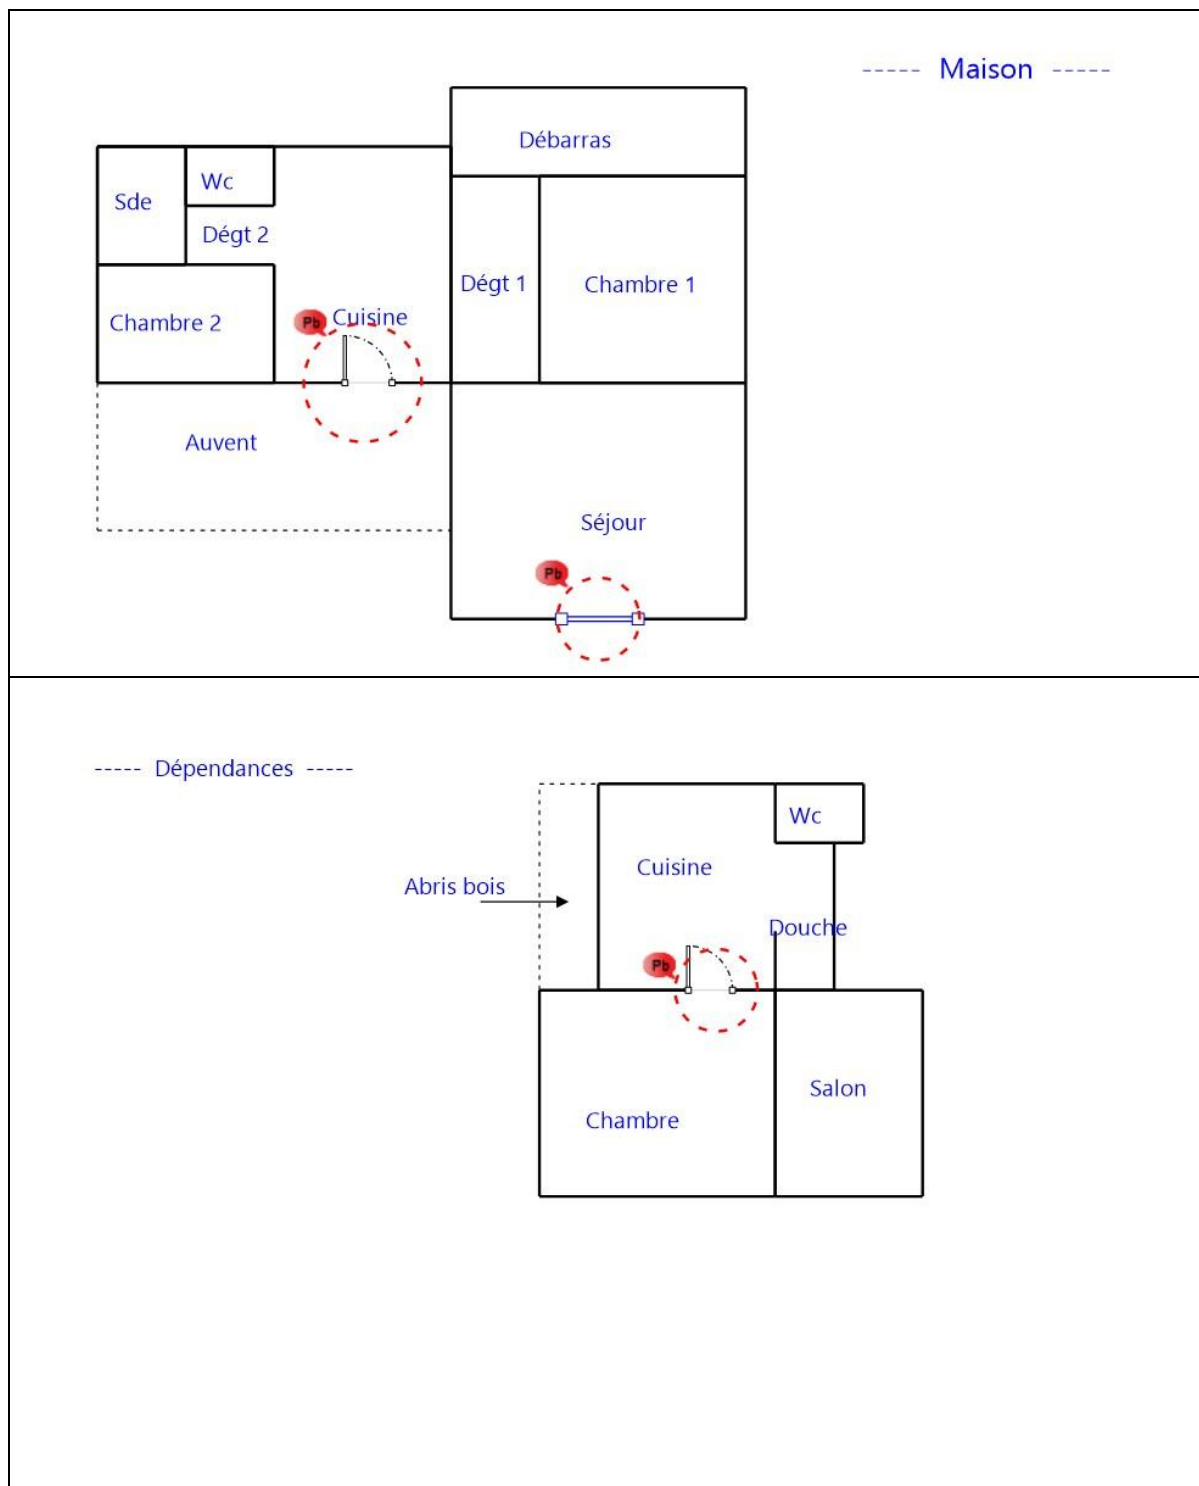 ----- Maison -----
Débarras
Wc
Sde
Dégt 2
Dégt 1
Chambre 1
Chambre 2
Pb
Cuisine
Auvent
Séjour
Pb
----- Dépendances -----
Wc
Cuisine
Abris bois
Douche
Pb
Salon
Chambre